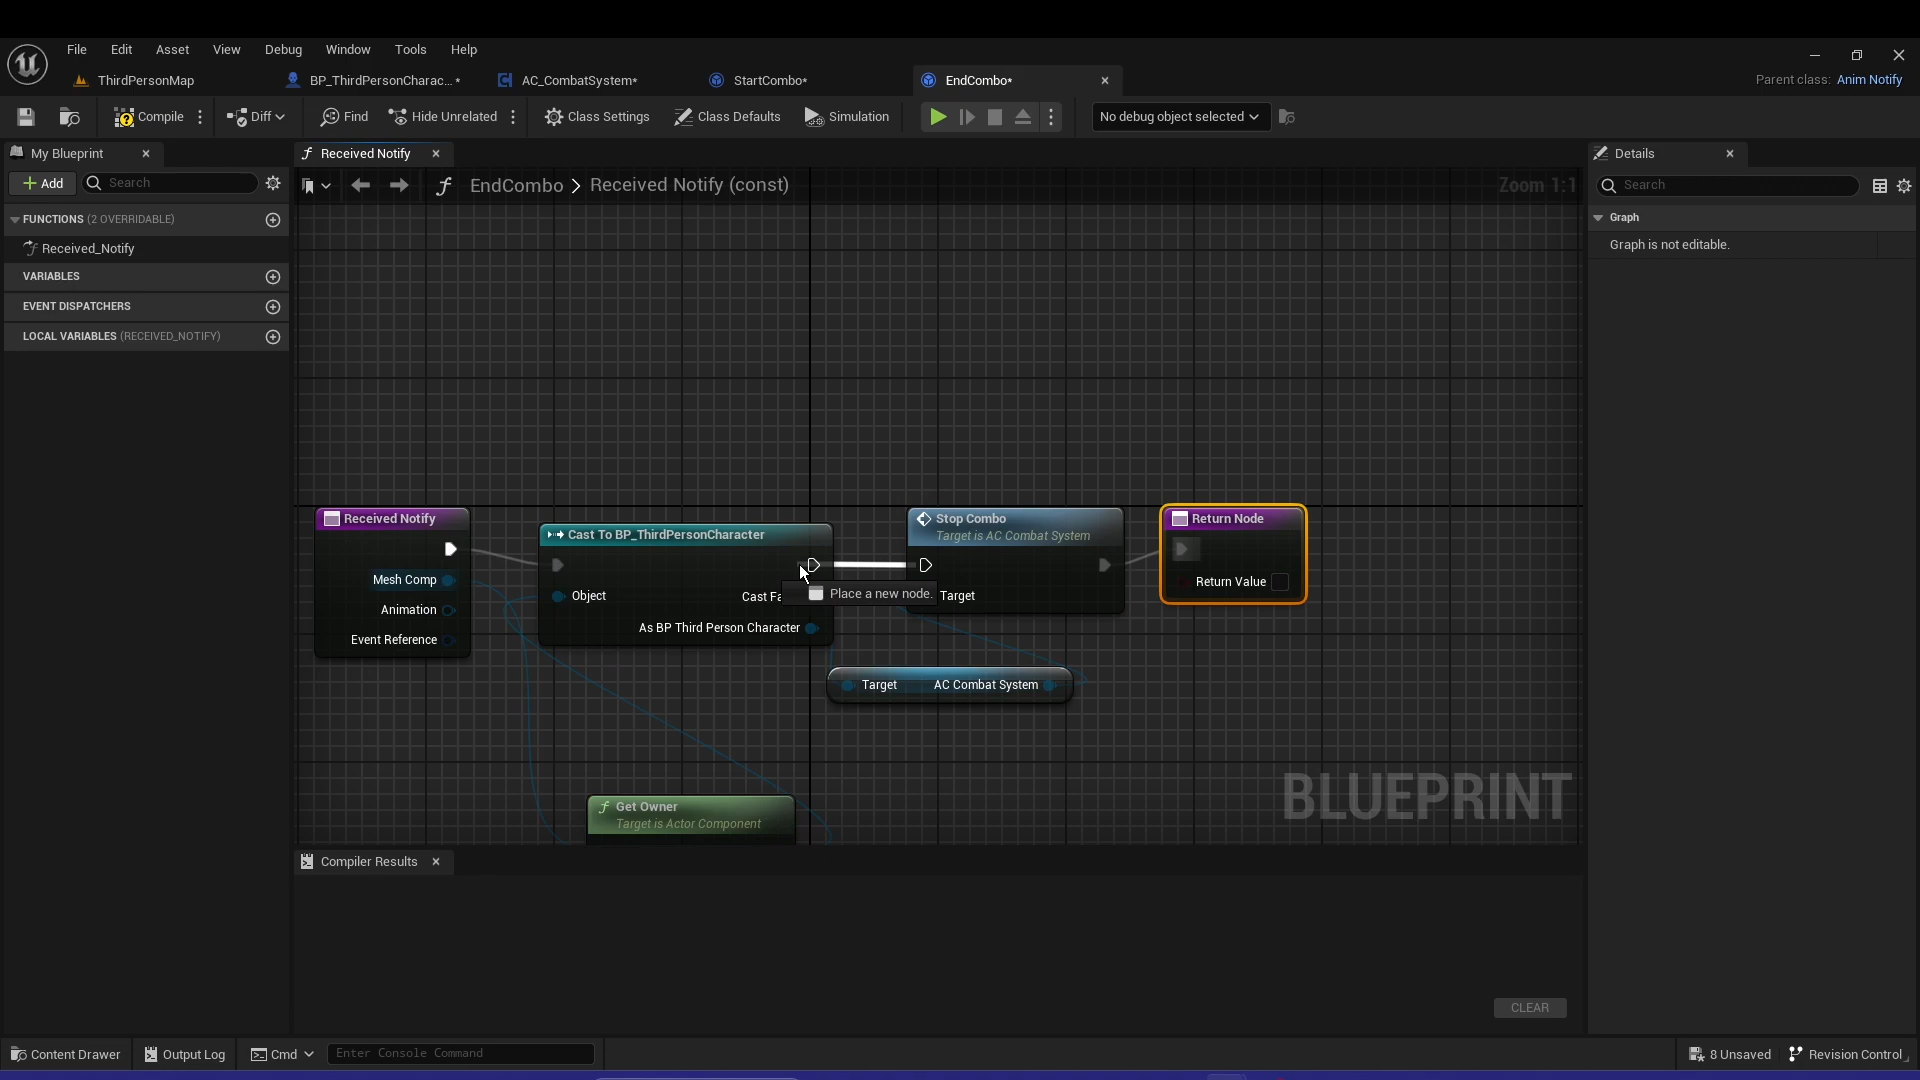 File Edit Asset View Debug Window Tools Help
ThirdPersonMap BP_ThirdPersonCharac...* AC_CombatSystem* StartCombo* EndCombo* Parent class: Anim Notify
Compile Diff Find Hide Unrelated Class Settings Class Defaults Simulation No debug object selected
My Blueprint Received Notify Details
Add Search EndCombo > Received Notify (const) Zoom 1:1 Search
FUNCTIONS (2 OVERRIDABLE) Graph
Received_Notify Graph is not editable.
VARIABLES
EVENT DISPATCHERS
LOCAL VARIABLES (RECEIVED_NOTIFY)
Received Notify
Mesh Comp
Animation
Event Reference
Cast To BP_ThirdPersonCharacter
Object Cast Fa
As BP Third Person Character
Place a new node.
Stop Combo
Target is AC Combat System
Target
Return Node
Return Value
Target AC Combat System
Get Owner
Target is Actor Component
BLUEPRINT
Compiler Results
CLEAR
Content Drawer Output Log Cmd Enter Console Command 8 Unsaved Revision Control